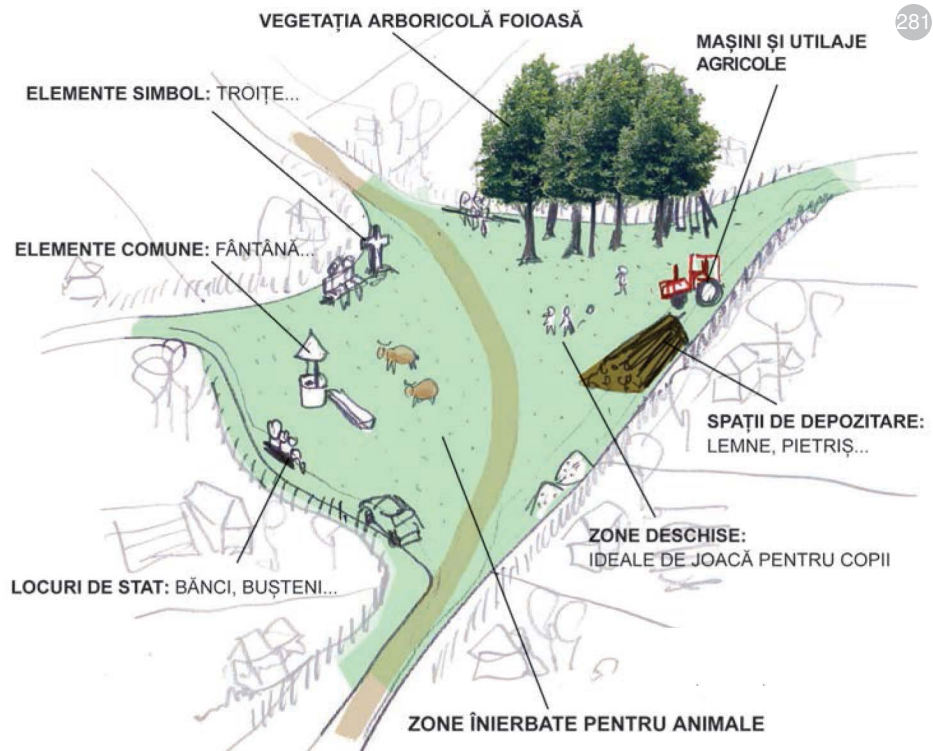 281
VEGETAȚIA ARBORICOLĂ FOIOASĂ
MAȘINI ȘI UTILAJE
AGRICOLE
ELEMENTE SIMBOL: TROIȚE...
ELEMENTE COMUNE: FÂNTÂNĂ...
SPAȚII DE DEPOZITARE:
LEMNE, PIETRIȘ...
ZONE DESCHISE:
IDEALE DE JOACĂ PENTRU COPII
LOCURI DE STAT: BĂNCI, BUȘTENI...
ZONE ÎNIERBATE PENTRU ANIMALE